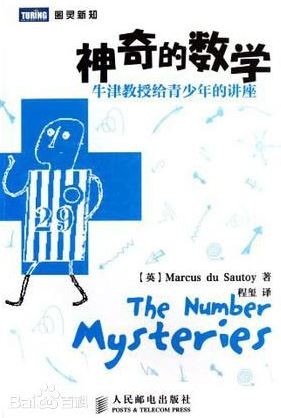 TURING 图灵新知
神奇的数学
牛津教授给青少年的讲座
29
【英】Marcus du Sautoy 著
程玺 译
The Number
Mysteries
Bai百科
人民邮电出版社
POSTS & TELECOM PRESS